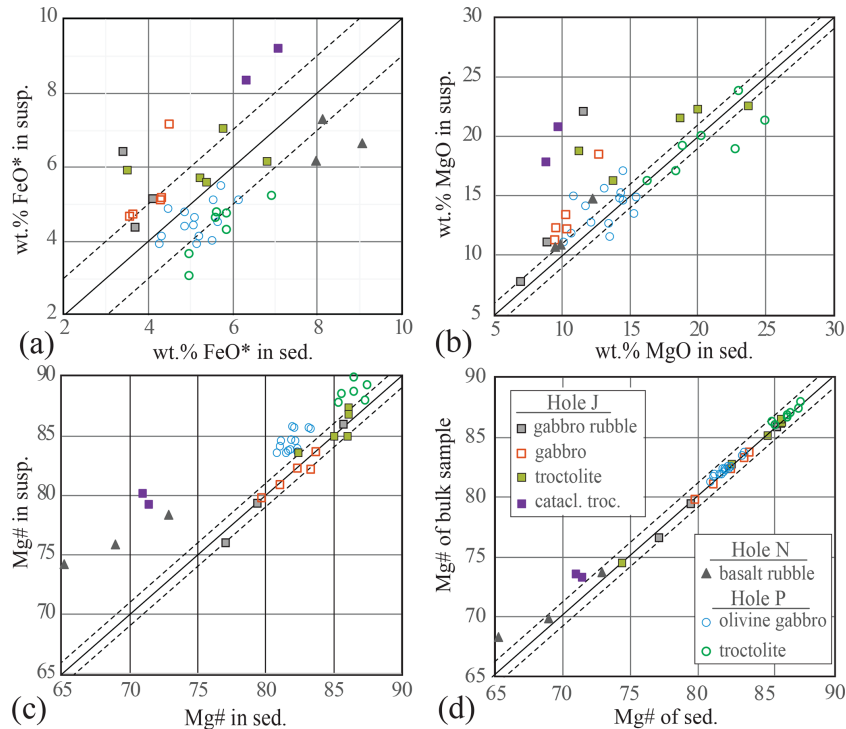 (a)
wt.% FeO* in susp.
10
9
8
7
6
5
4
3
2
2 4 6 8 10
wt.% FeO* in sed.
(b)
wt.% MgO in susp.
30
25
20
15
10
5
5 10 15 20 25 30
wt.% MgO in sed.
(c)
Mg# in susp.
90
85
80
75
70
65
65 70 75 80 85 90
Mg# in sed.
(d)
Mg# of bulk sample
90
85
80
75
70
65
65 70 75 80 85 90
Mg# of sed.
Hole J
gabbro rubble
gabbro
troctolite
catacl. troc.
Hole N
basalt rubble
Hole P
olivine gabbro
troctolite